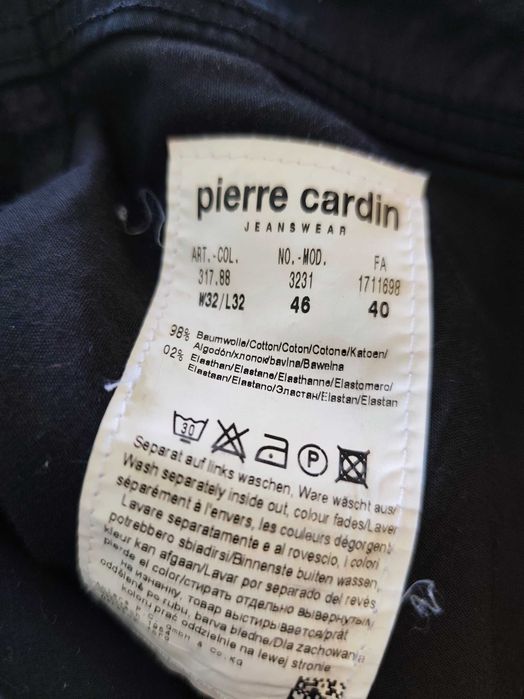 pierre cardin
JEANSWEAR
ART.-COL. NO.-MOD. FA
317.88 3231 1711698
W32/L32 46 40
98% Baumwolle/Cotton/Coton/Cotone/Katoen/
Algodón/хлопок/bavlna/Bawełna
02% Elasthan/Elastane/Elasthanne/Elastomero/
Elastaan/Elastano/Эластан/Elastan/Elastan
30
P
Separat auf links waschen, Ware wäscht aus/
Wash separately inside out, colour fades/Laver
séparément à l'envers, les couleurs dégorgent/
Lavare separatamente e al rovescio, i colori
potrebbero sbiadirsi/Binnenste buiten wassen,
kleur kan afgaan/Lavar por separado del revés,
pierde el color/стирать отдельно вывернутым
на изнанку, товар выстирывается/prát
odděleně po rubu, barva bledne/Dla zachowania
koloru prać oddzielnie na lewej stronie